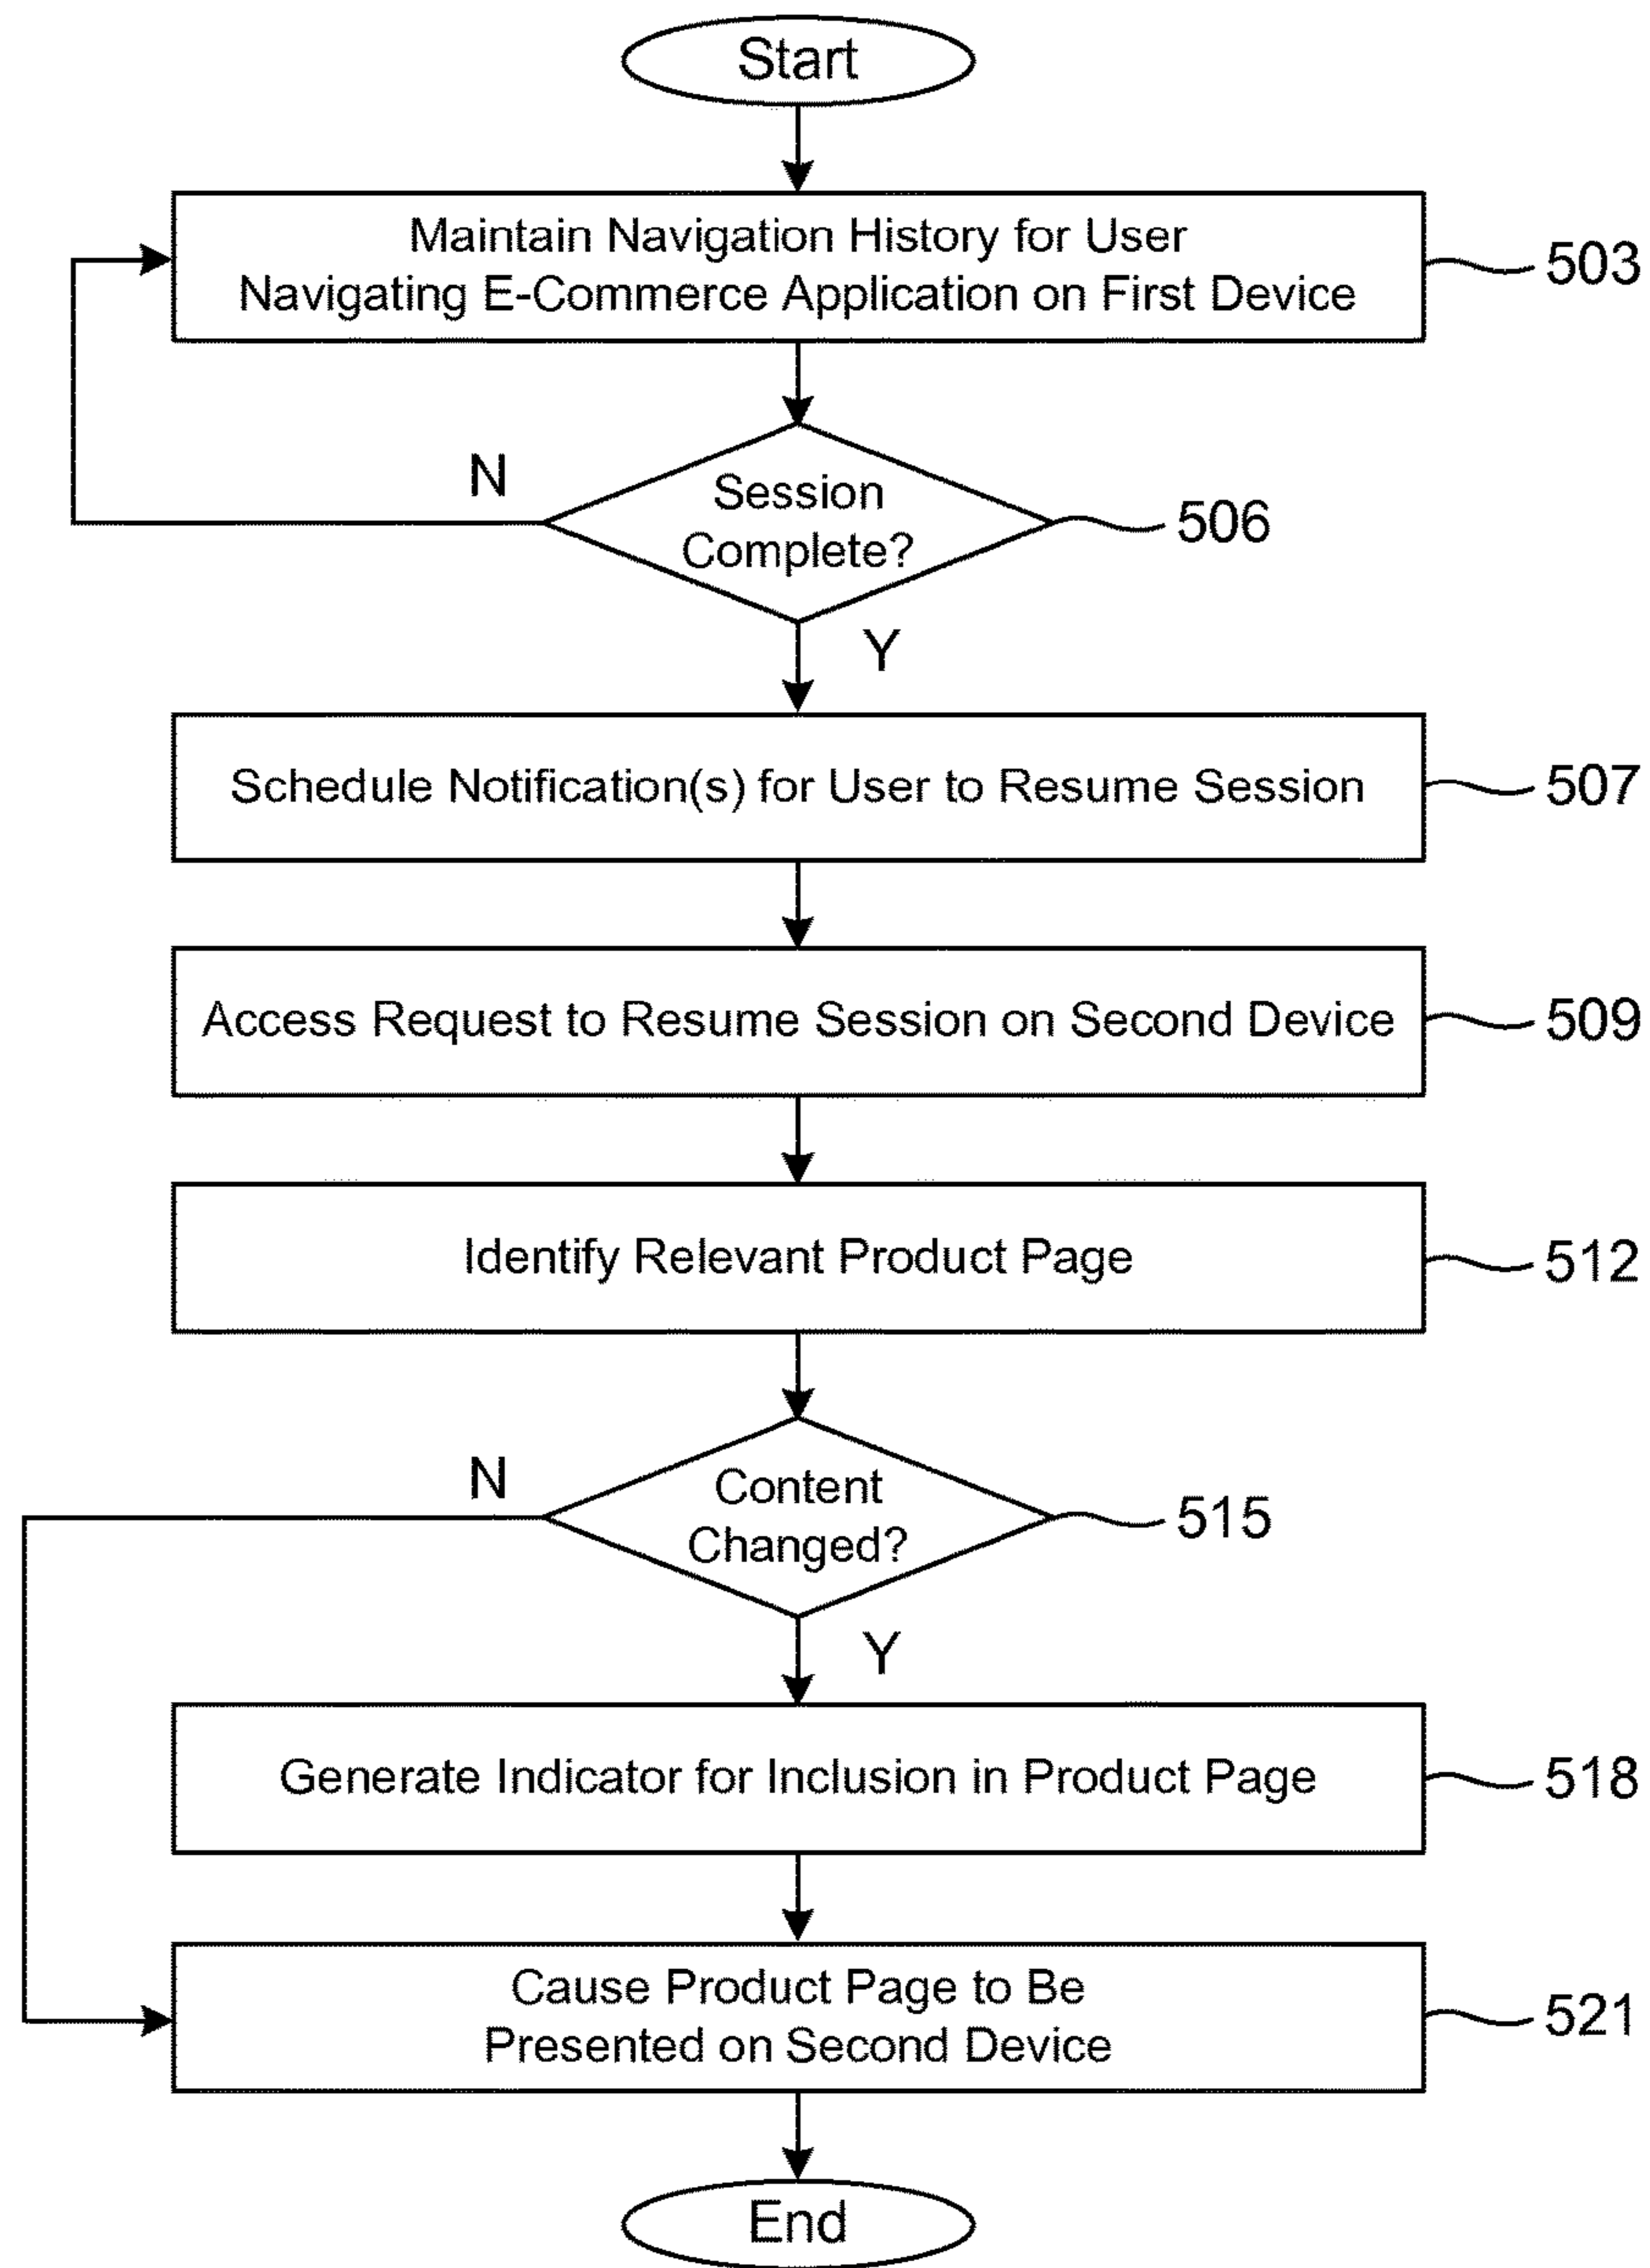 Start
Maintain Navigation History for User
Navigating E-Commerce Application on First Device
503
N
Session
Complete?
506
Y
Schedule Notification(s) for User to Resume Session
507
Access Request to Resume Session on Second Device
509
Identify Relevant Product Page
512
N
Content
Changed?
515
Y
Generate Indicator for Inclusion in Product Page
518
Cause Product Page to Be
Presented on Second Device
521
End